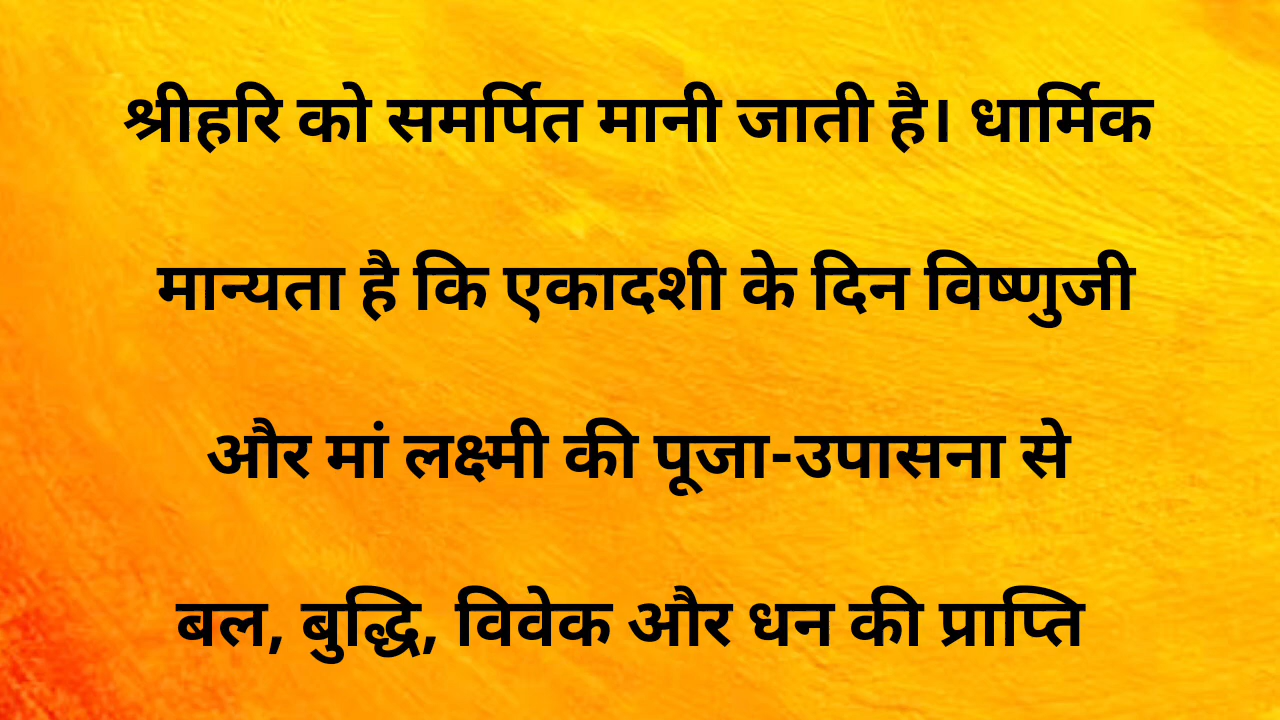 श्रीहरि को समर्पित मानी जाती है। धार्मिक
मान्यता है कि एकादशी के दिन विष्णुजी
और मां लक्ष्मी की पूजा-उपासना से
बल, बुद्धि, विवेक और धन की प्राप्ति